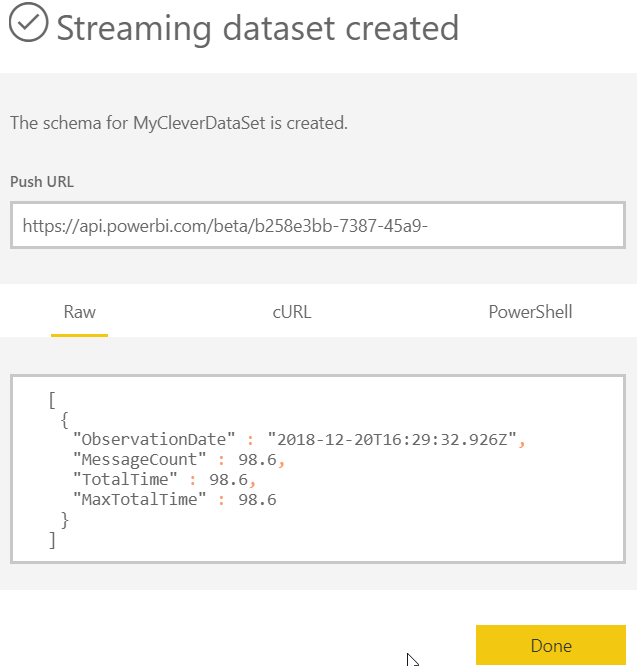 Streaming dataset created
The schema for MyCleverDataSet is created.
Push URL
https://api.powerbi.com/beta/b258e3bb-7387-45a9-
Raw cURL PowerShell
[
{
"ObservationDate" : "2018-12-20T16:29:32.926Z",
"MessageCount" : 98.6,
"TotalTime" : 98.6,
"MaxTotalTime" : 98.6
}
]
Done